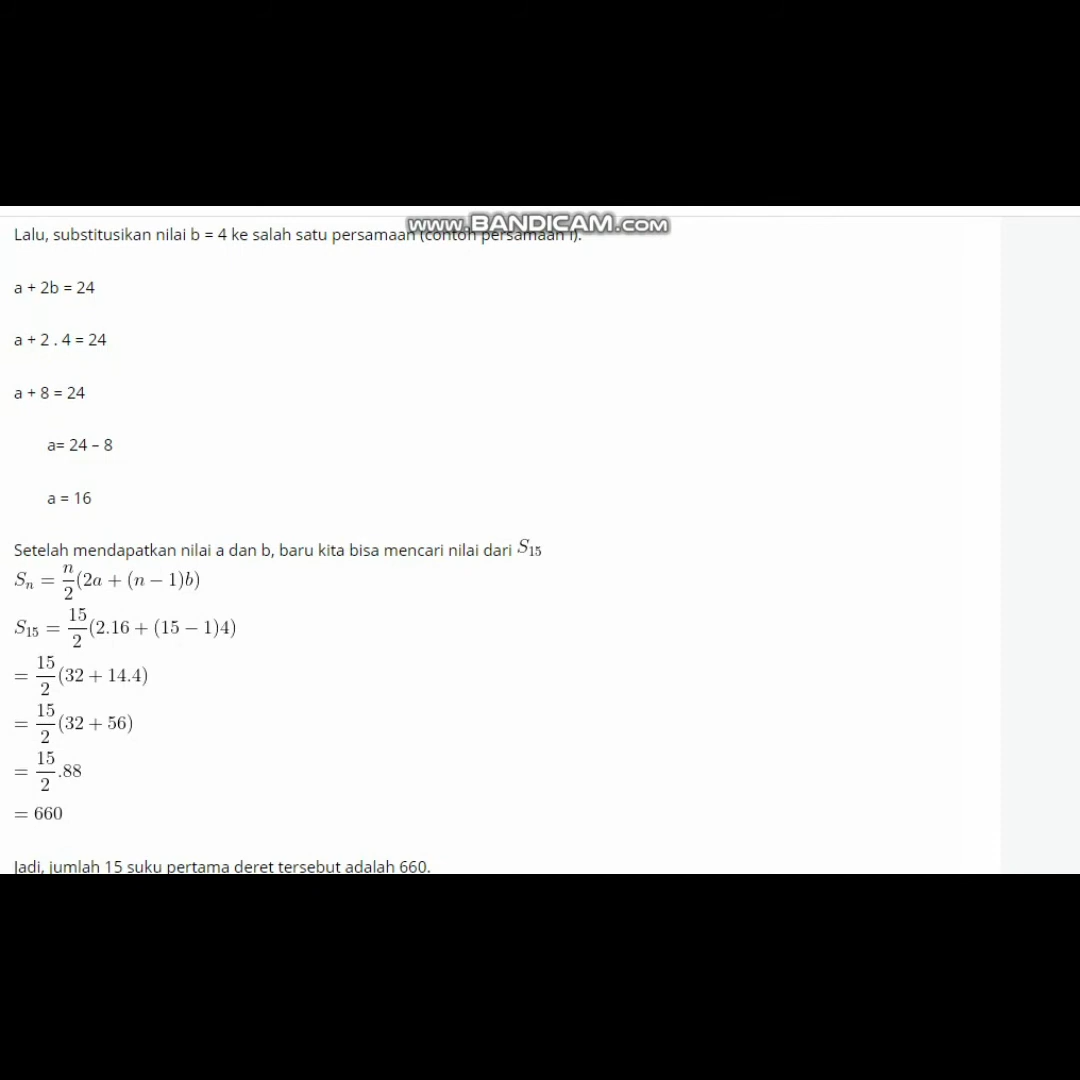 www.BANDICAM.com
Lalu, substitusikan nilai b = 4 ke salah satu persamaan (contoh persamaan I).
a + 2b = 24
a + 2 . 4 = 24
a + 8 = 24
a= 24 – 8
a = 16
Setelah mendapatkan nilai a dan b, baru kita bisa mencari nilai dari S₁₅
Sₙ = n/2(2a + (n − 1)b)
S₁₅ = 15/2(2.16 + (15 − 1)4)
= 15/2(32 + 14.4)
= 15/2(32 + 56)
= 15/2.88
= 660
Jadi, jumlah 15 suku pertama deret tersebut adalah 660.